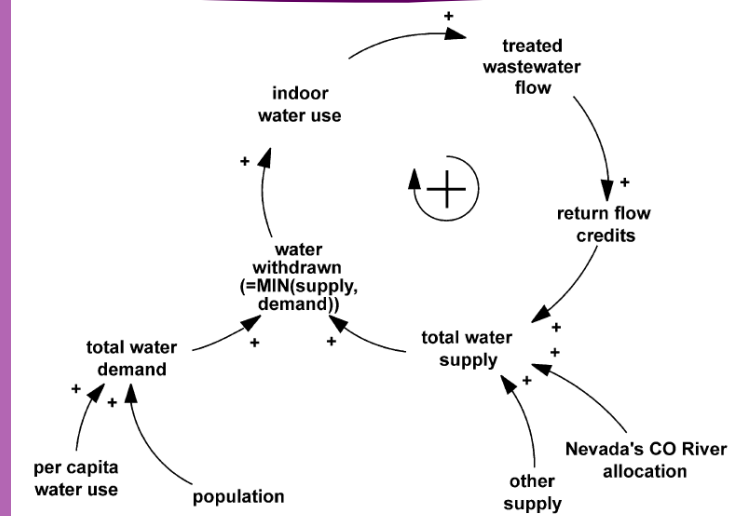 +
treated
wastewater
flow
indoor
water use
+
+
return flow
credits
+
water
withdrawn
(=MIN(supply,
demand))
+
total water
supply
+
+
total water
demand
+
+
+
+
+
Nevada's CO River
allocation
per capita
water use
population
other
supply